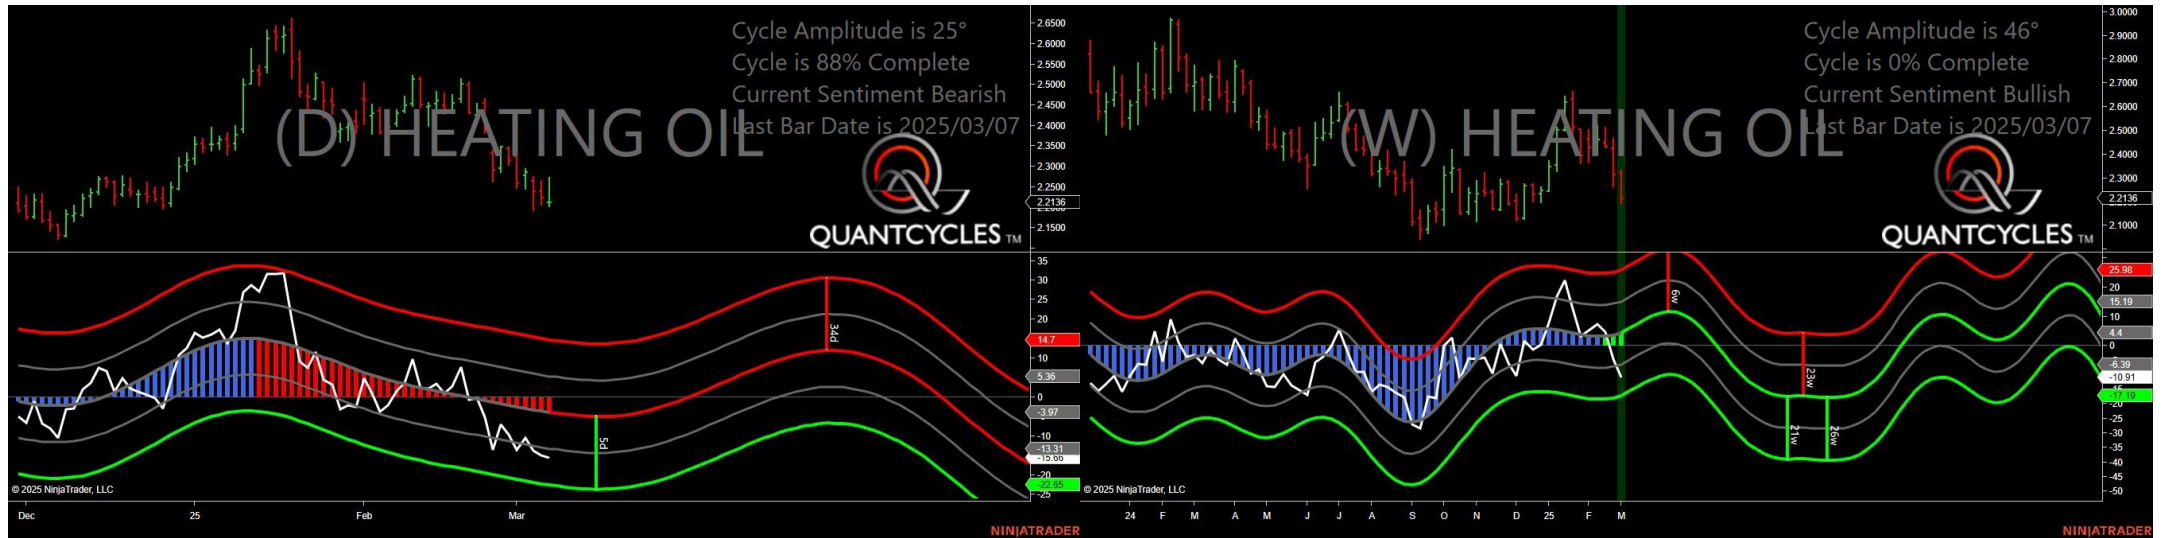 Cycle Amplitude is 25°
Cycle is 88% Complete
Current Sentiment Bearish
Last Bar Date is 2025/03/07
(D) HEATING OIL
QUANTCYCLES TM
2.6500
2.6000
2.5500
2.5000
2.4500
2.4000
2.3500
2.3000
2.2500
2.2136
2.1500
35
30
25
20
14.7
10
5.36
0
-3.97
-10
-13.31
-15.66
-20
-22.65
-25
34d
5d
© 2025 NinjaTrader, LLC
Dec 25 Feb Mar
NINJATRADER
Cycle Amplitude is 46°
Cycle is 0% Complete
Current Sentiment Bullish
Last Bar Date is 2025/03/07
(W) HEATING OIL
QUANTCYCLES TM
3.0000
2.9000
2.8000
2.7000
2.6000
2.5000
2.4000
2.3000
2.2136
2.1000
25.98
20
15.19
10
4.4
0
-6.39
-10.91
-17.19
-20
-25
-30
-35
-40
-45
-50
6w
23w
21w
26w
© 2025 NinjaTrader, LLC
24 F M A M J J A S O N D 25 F M
NINJATRADER